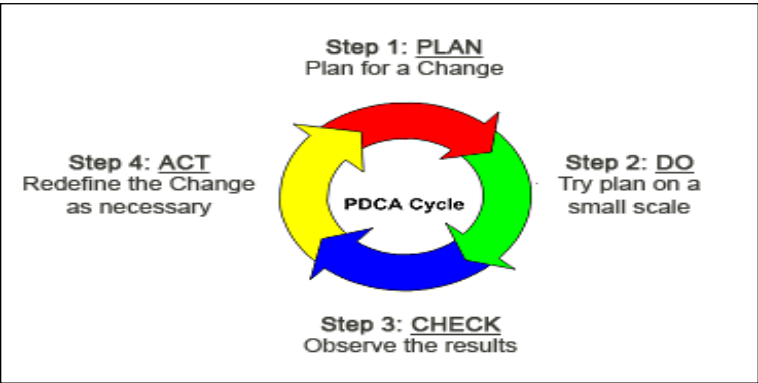 Step 1: PLAN
Plan for a Change
Step 4: ACT
Redefine the Change
as necessary
PDCA Cycle
Step 2: DO
Try plan on a
small scale
Step 3: CHECK
Observe the results